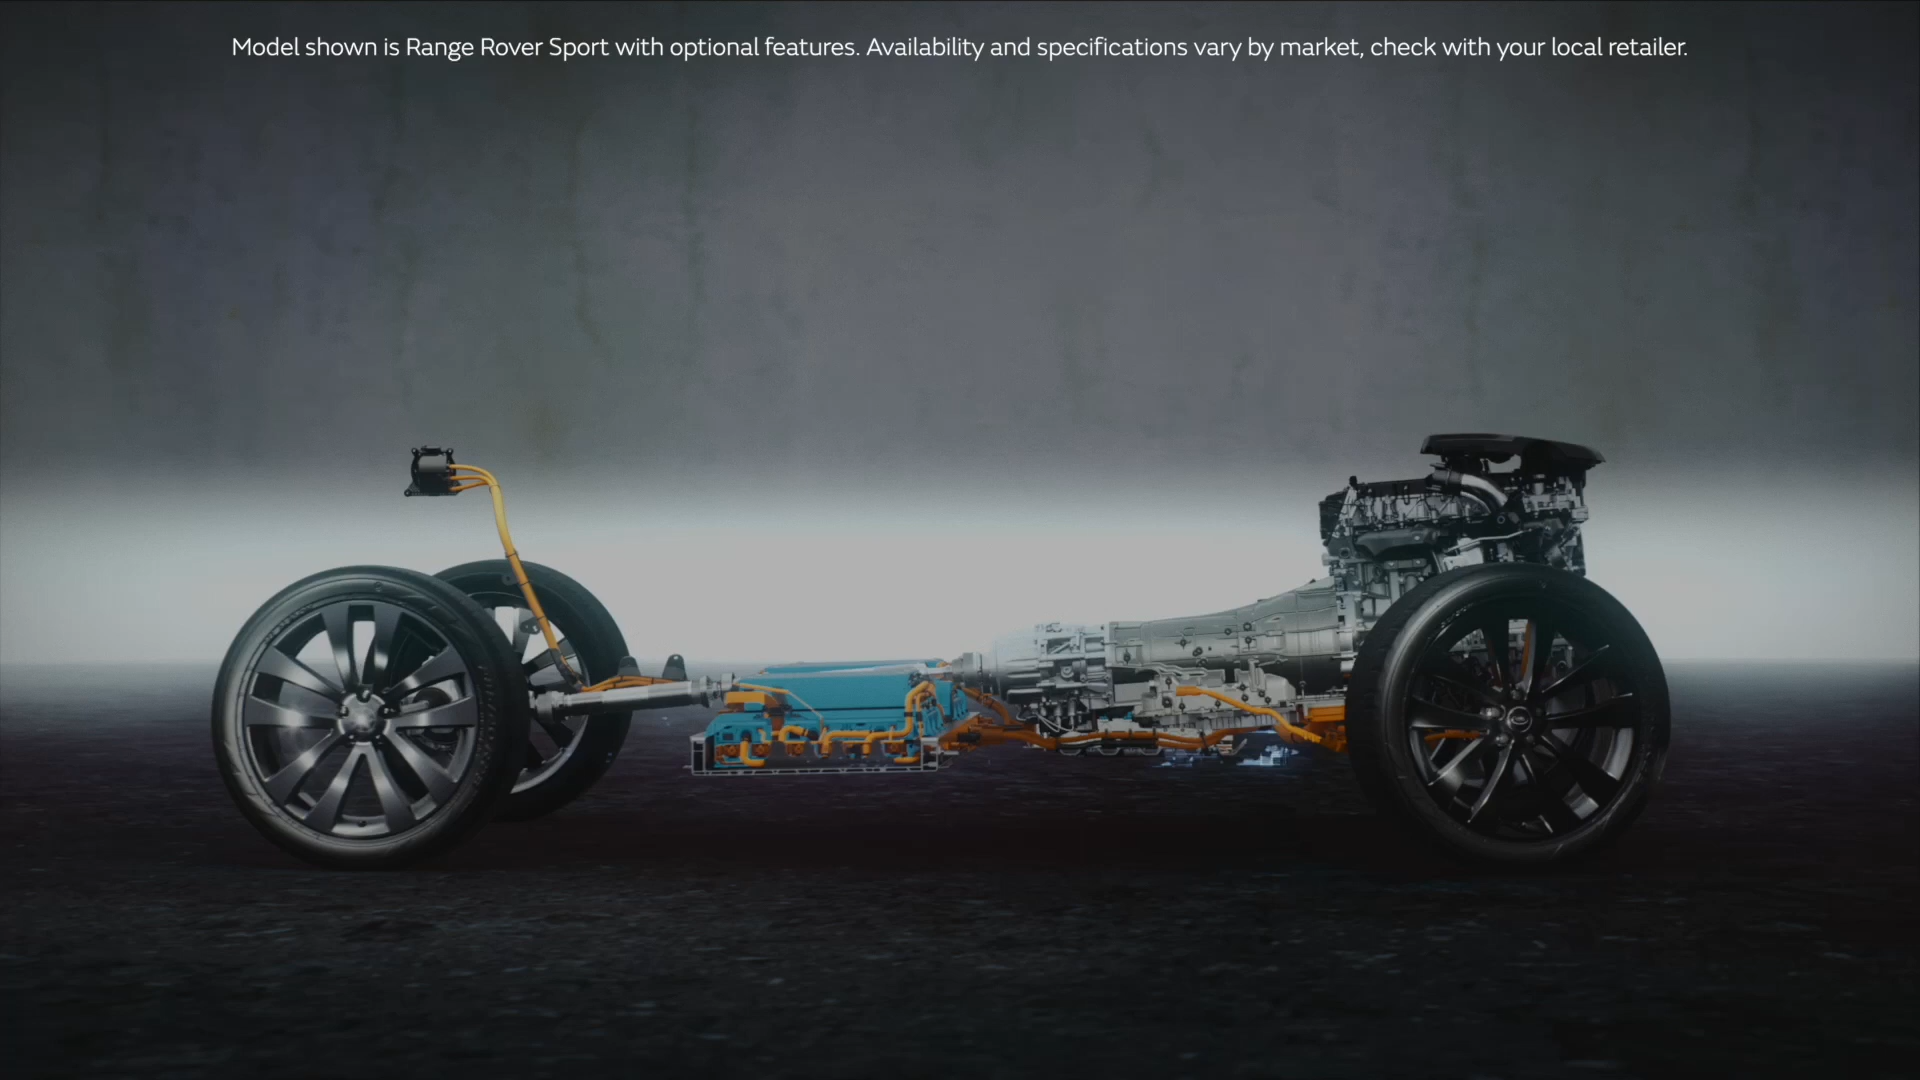 Model shown is Range Rover Sport with optional features. Availability and specifications vary by market, check with your local retailer.